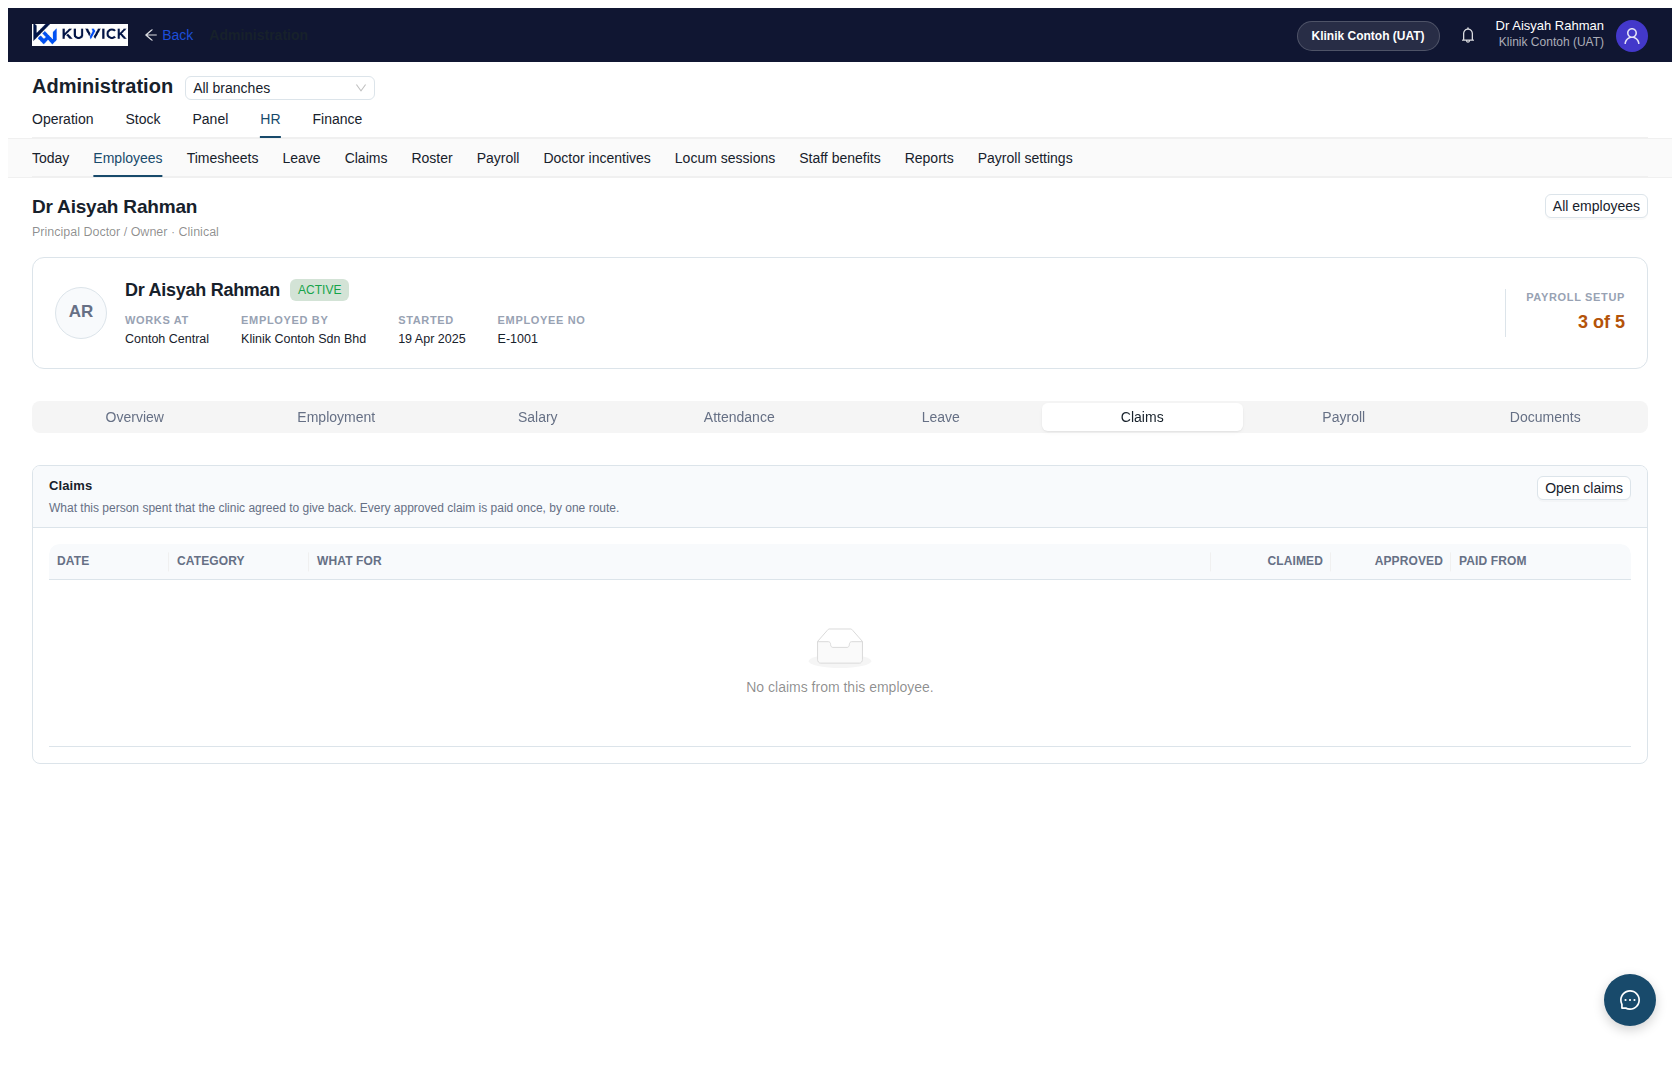 KUWICK
Back
Administration
Klinik Contoh (UAT)
Dr Aisyah Rahman
Klinik Contoh (UAT)
Administration
All branches
Operation
Stock
Panel
HR
Finance
Today
Employees
Timesheets
Leave
Claims
Roster
Payroll
Doctor incentives
Locum sessions
Staff benefits
Reports
Payroll settings
Dr Aisyah Rahman
All employees
Principal Doctor / Owner · Clinical
AR
Dr Aisyah Rahman
ACTIVE
WORKS AT
Contoh Central
EMPLOYED BY
Klinik Contoh Sdn Bhd
STARTED
19 Apr 2025
EMPLOYEE NO
E-1001
PAYROLL SETUP
3 of 5
Overview
Employment
Salary
Attendance
Leave
Claims
Payroll
Documents
Claims
Open claims
What this person spent that the clinic agreed to give back. Every approved claim is paid once, by one route.
DATE
CATEGORY
WHAT FOR
CLAIMED
APPROVED
PAID FROM
No claims from this employee.